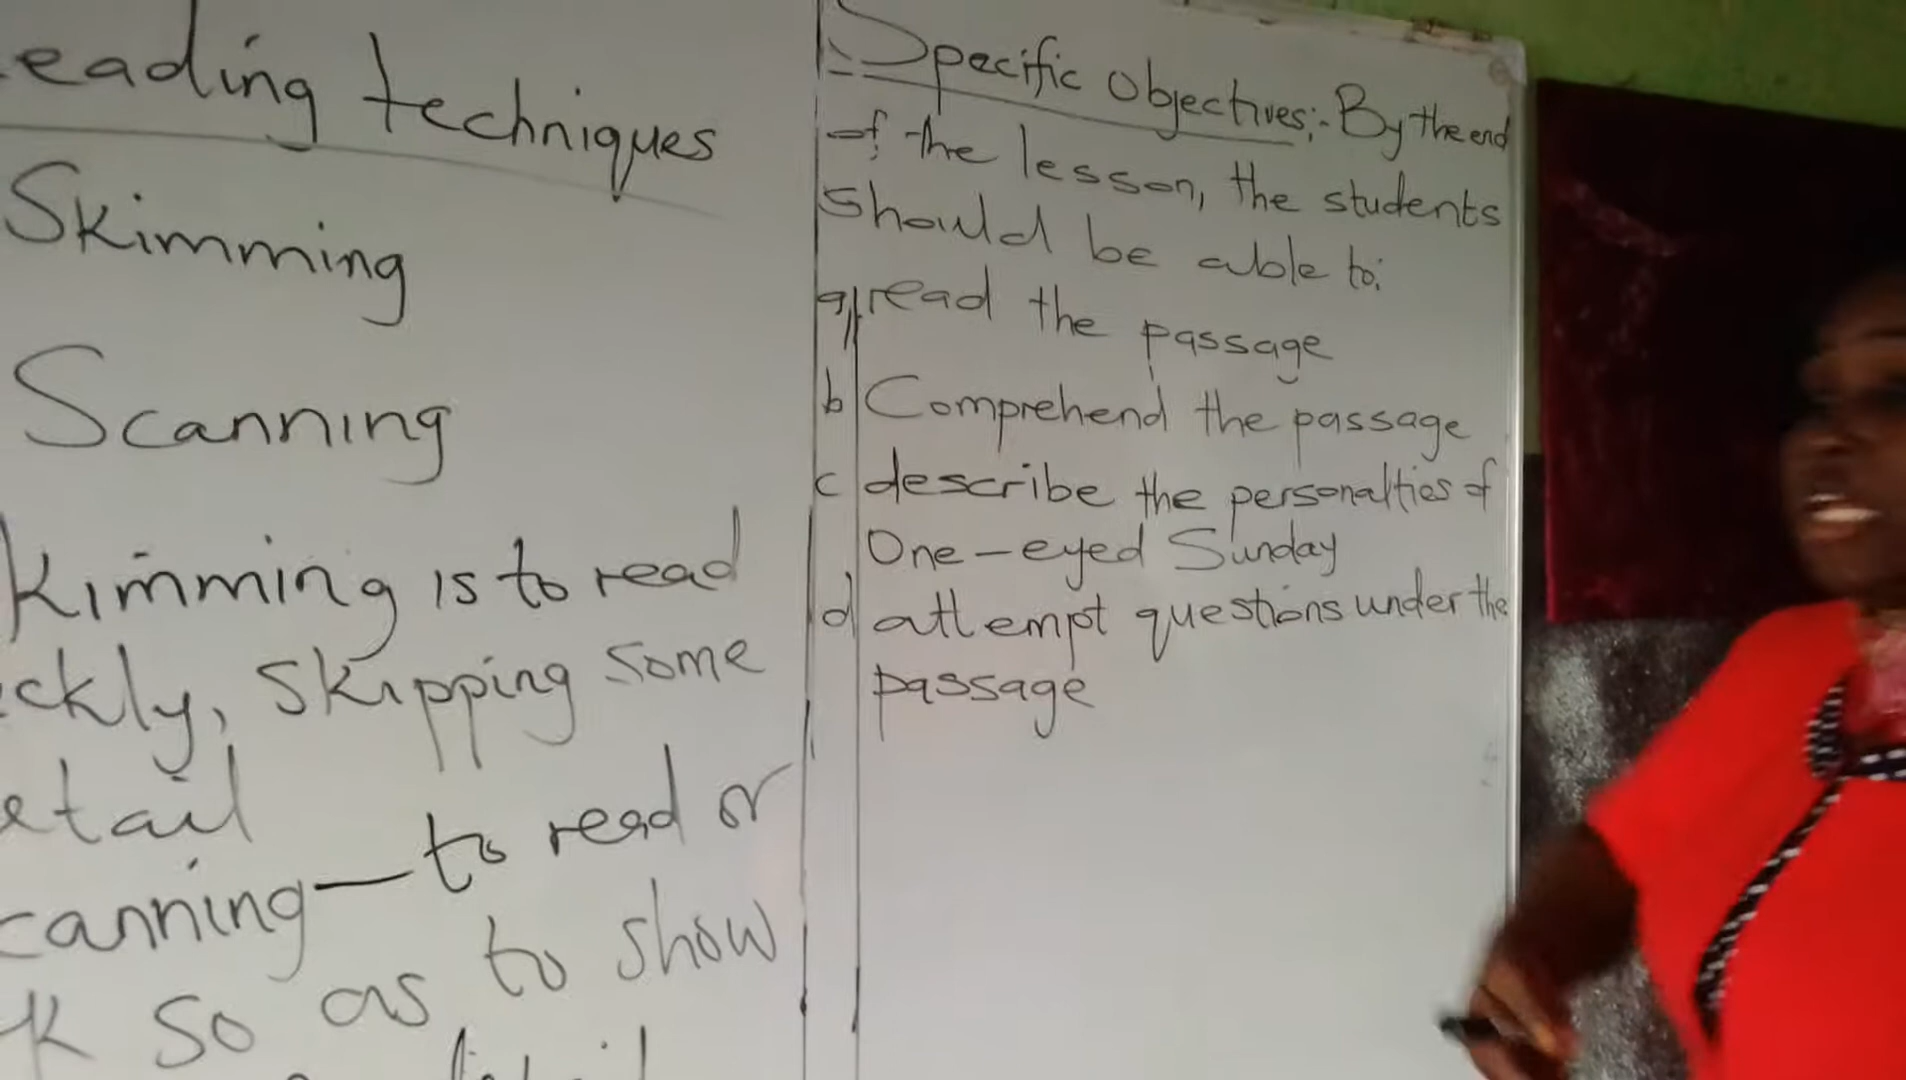 eading techniques
Skimming
Scanning
kimming is to read
ckly, skipping some
etail
canning — to read or
k so as to show
Specific Objectives:- By the end
of the lesson, the students
should be able to:
a) read the passage
b Comprehend the passage
c describe the personalties of
One-eyed Sunday
d attempt questions under the
passage